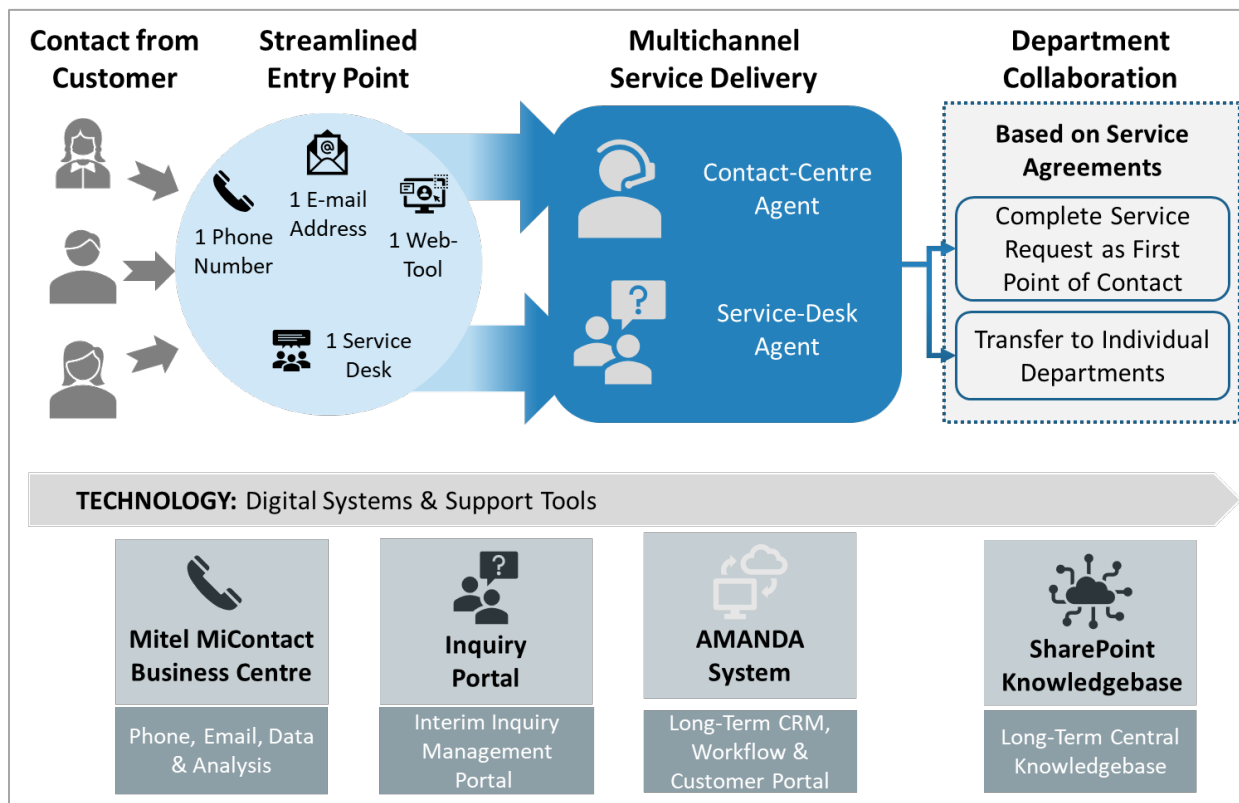 Contact from
Customer
Streamlined
Entry Point
Multichannel
Service Delivery
Department
Collaboration
1 Phone
Number
1 E-mail
Address
1 Web-
Tool
1 Service
Desk
Contact-Centre
Agent
Service-Desk
Agent
Based on Service
Agreements
Complete Service
Request as First
Point of Contact
Transfer to Individual
Departments
TECHNOLOGY: Digital Systems & Support Tools
Mitel MiContact
Business Centre
Phone, Email, Data
& Analysis
Inquiry
Portal
Interim Inquiry
Management
Portal
AMANDA
System
Long-Term CRM,
Workflow &
Customer Portal
SharePoint
Knowledgebase
Long-Term Central
Knowledgebase